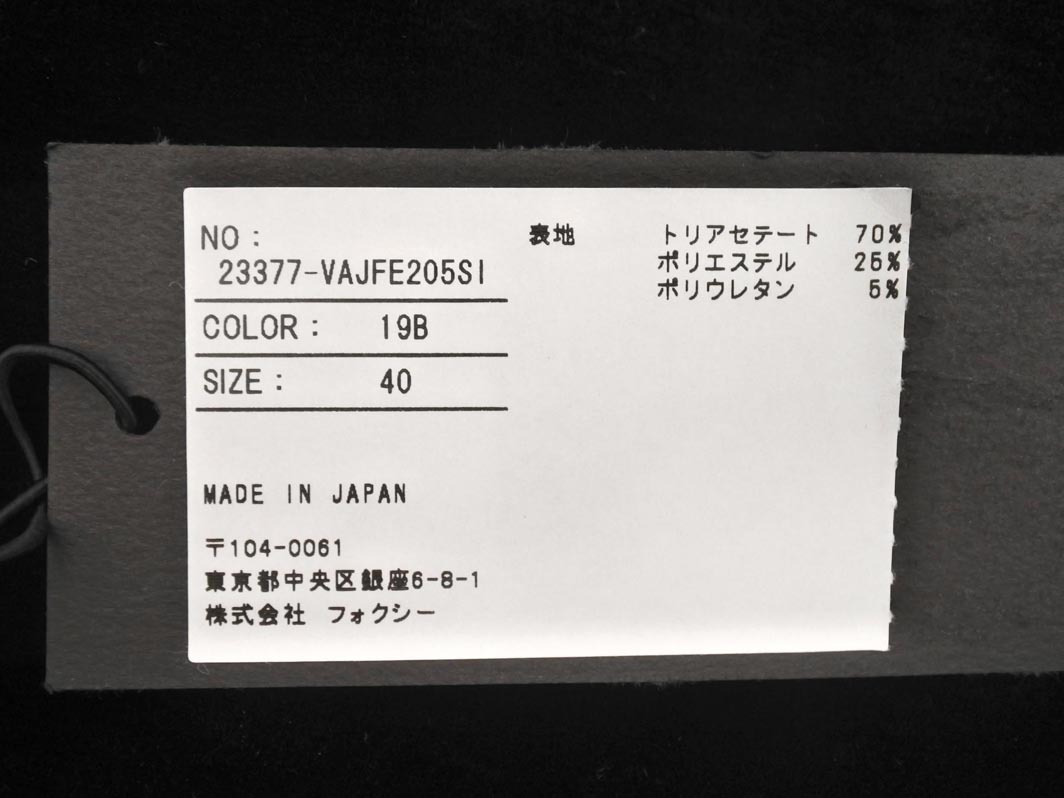 NO：
23377-VAJFE205SI
COLOR： 19B
SIZE： 40
表地 トリアセテート 70%
ポリエステル 25%
ポリウレタン 5%
MADE IN JAPAN
〒104-0061
東京都中央区銀座6-8-1
株式会社 フォクシー